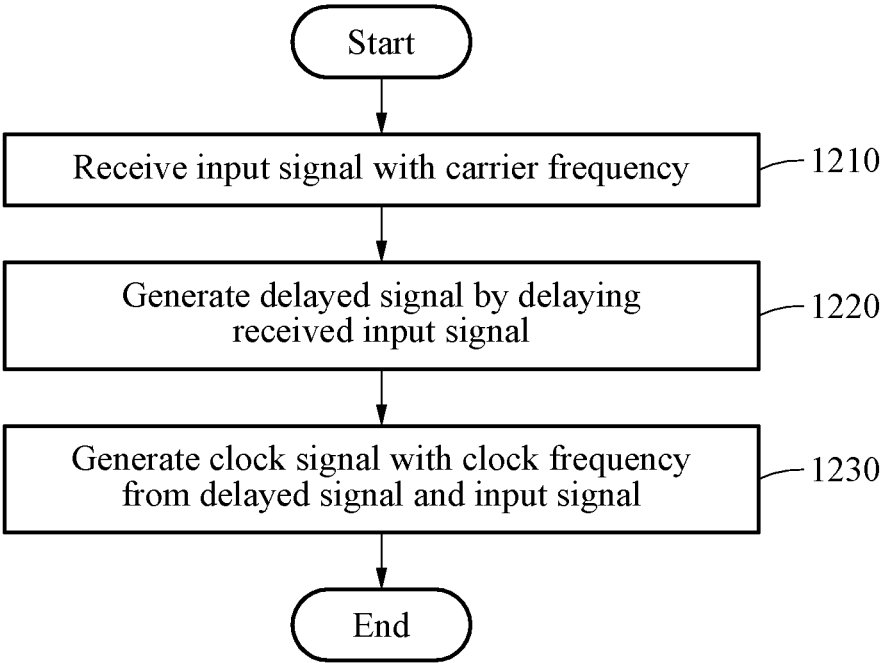 Start
Receive input signal with carrier frequency
1210
Generate delayed signal by delaying
received input signal
1220
Generate clock signal with clock frequency
from delayed signal and input signal
1230
End